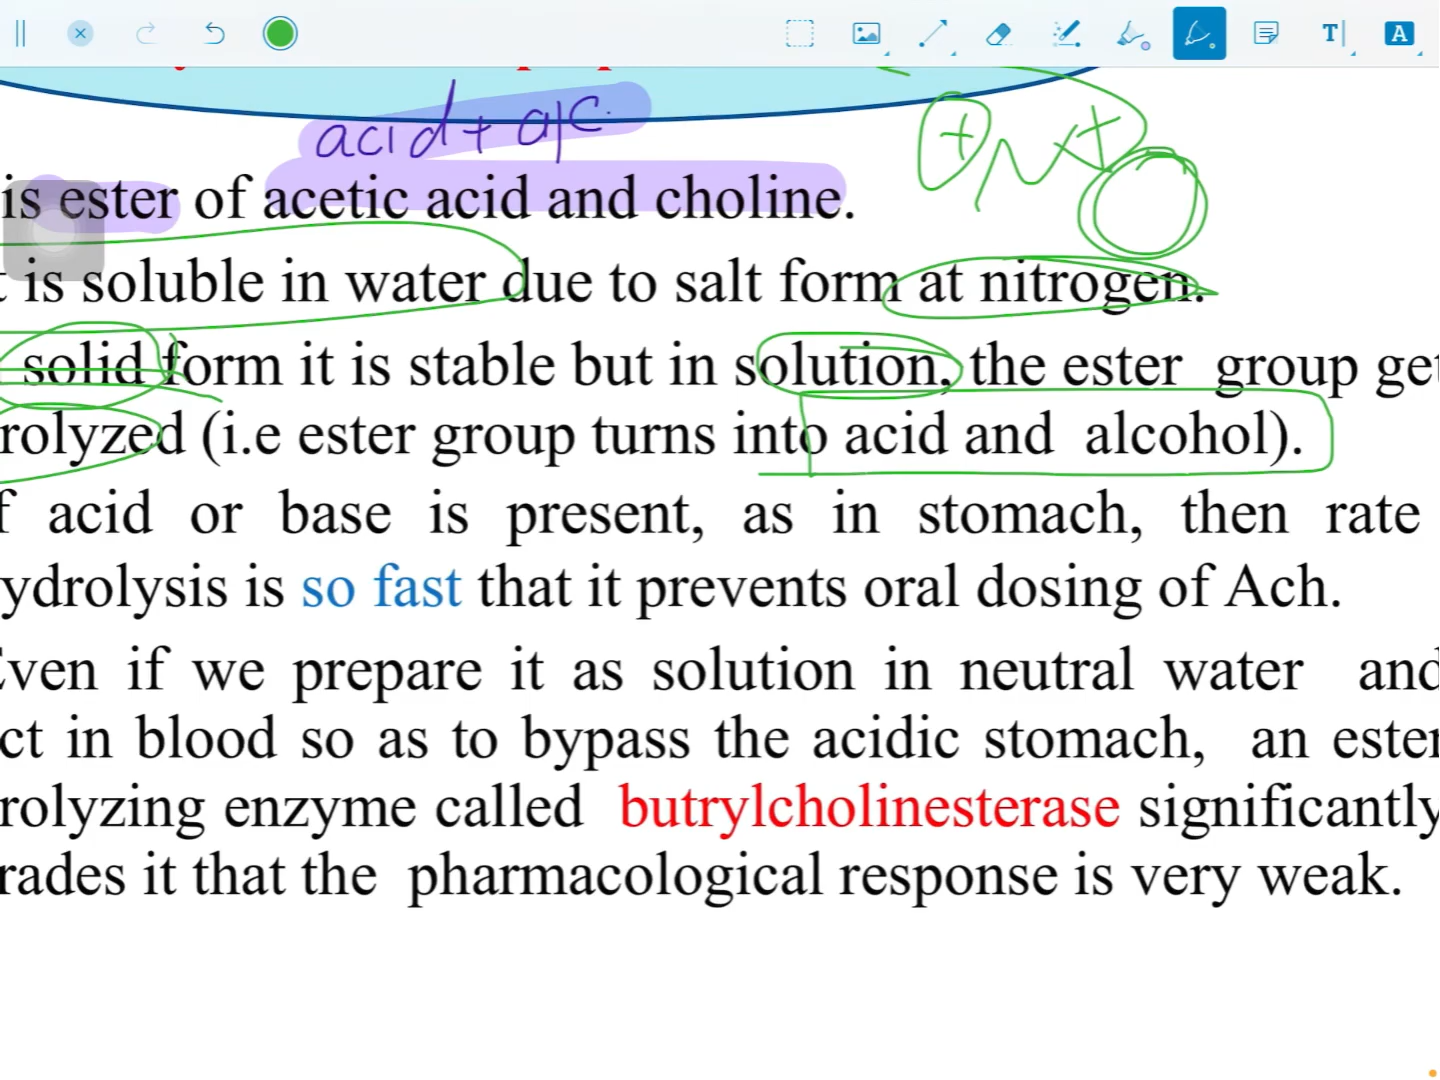 acid + alc.
is ester of acetic acid and choline.
t is soluble in water due to salt form at nitrogen.
solid form it is stable but in solution, the ester group get
rolyzed (i.e ester group turns into acid and alcohol).
f acid or base is present, as in stomach, then rate
ydrolysis is so fast that it prevents oral dosing of Ach.
Even if we prepare it as solution in neutral water and
ct in blood so as to bypass the acidic stomach, an ester
rolyzing enzyme called butrylcholinesterase significantly
rades it that the pharmacological response is very weak.